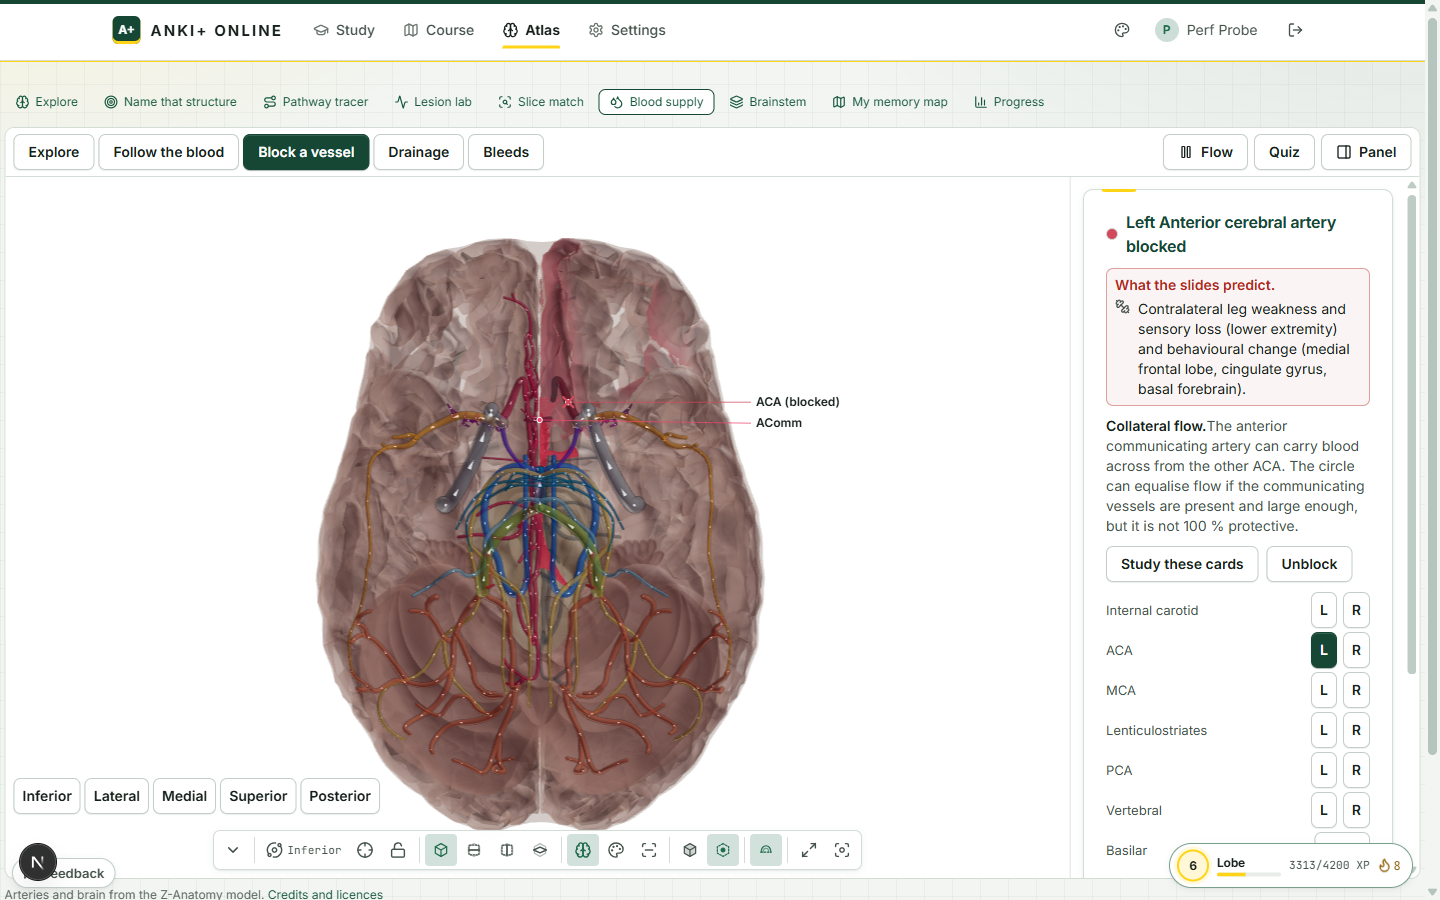 A+ ANKI+ ONLINE Study Course Atlas Settings P Perf Probe
Explore Name that structure Pathway tracer Lesion lab Slice match Blood supply Brainstem My memory map Progress
Explore Follow the blood Block a vessel Drainage Bleeds Flow Quiz Panel
Left Anterior cerebral artery
blocked
What the slides predict.
Contralateral leg weakness and
sensory loss (lower extremity)
and behavioural change (medial
frontal lobe, cingulate gyrus,
basal forebrain).
ACA (blocked)
AComm
Collateral flow.The anterior
communicating artery can carry blood
across from the other ACA. The circle
can equalise flow if the communicating
vessels are present and large enough,
but it is not 100 % protective.
Study these cards Unblock
Internal carotid L R
ACA L R
MCA L R
Lenticulostriates L R
PCA L R
Vertebral L R
Basilar
Inferior Lateral Medial Superior Posterior
Inferior
N eedback
6 Lobe 3313/4200 XP 8
Arteries and brain from the Z-Anatomy model. Credits and licences